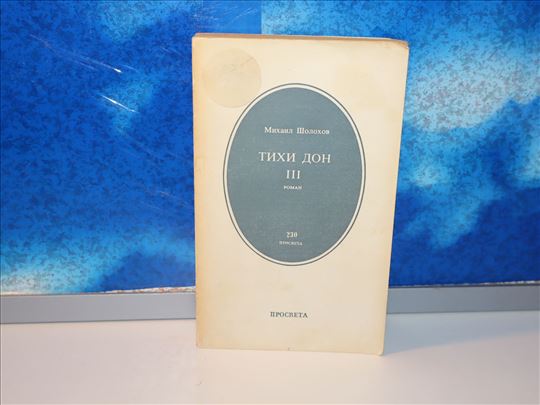 Михаил Шолохов
ТИХИ ДОН
III
РОМАН
230
ПРОСВЕТА
ПРОСВЕТА